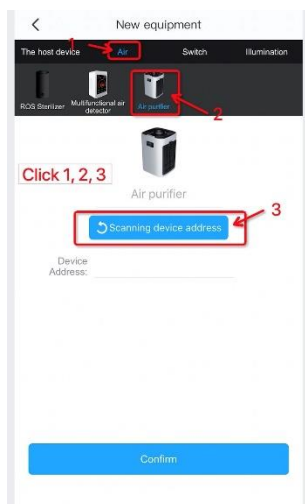 New equipment
The host device Air Switch Illumination
1
ROS Sterilizer Multifunctional air detector Air purifier
2
Click 1, 2, 3
Air purifier
3
Scanning device address
Device
Address:
Confirm